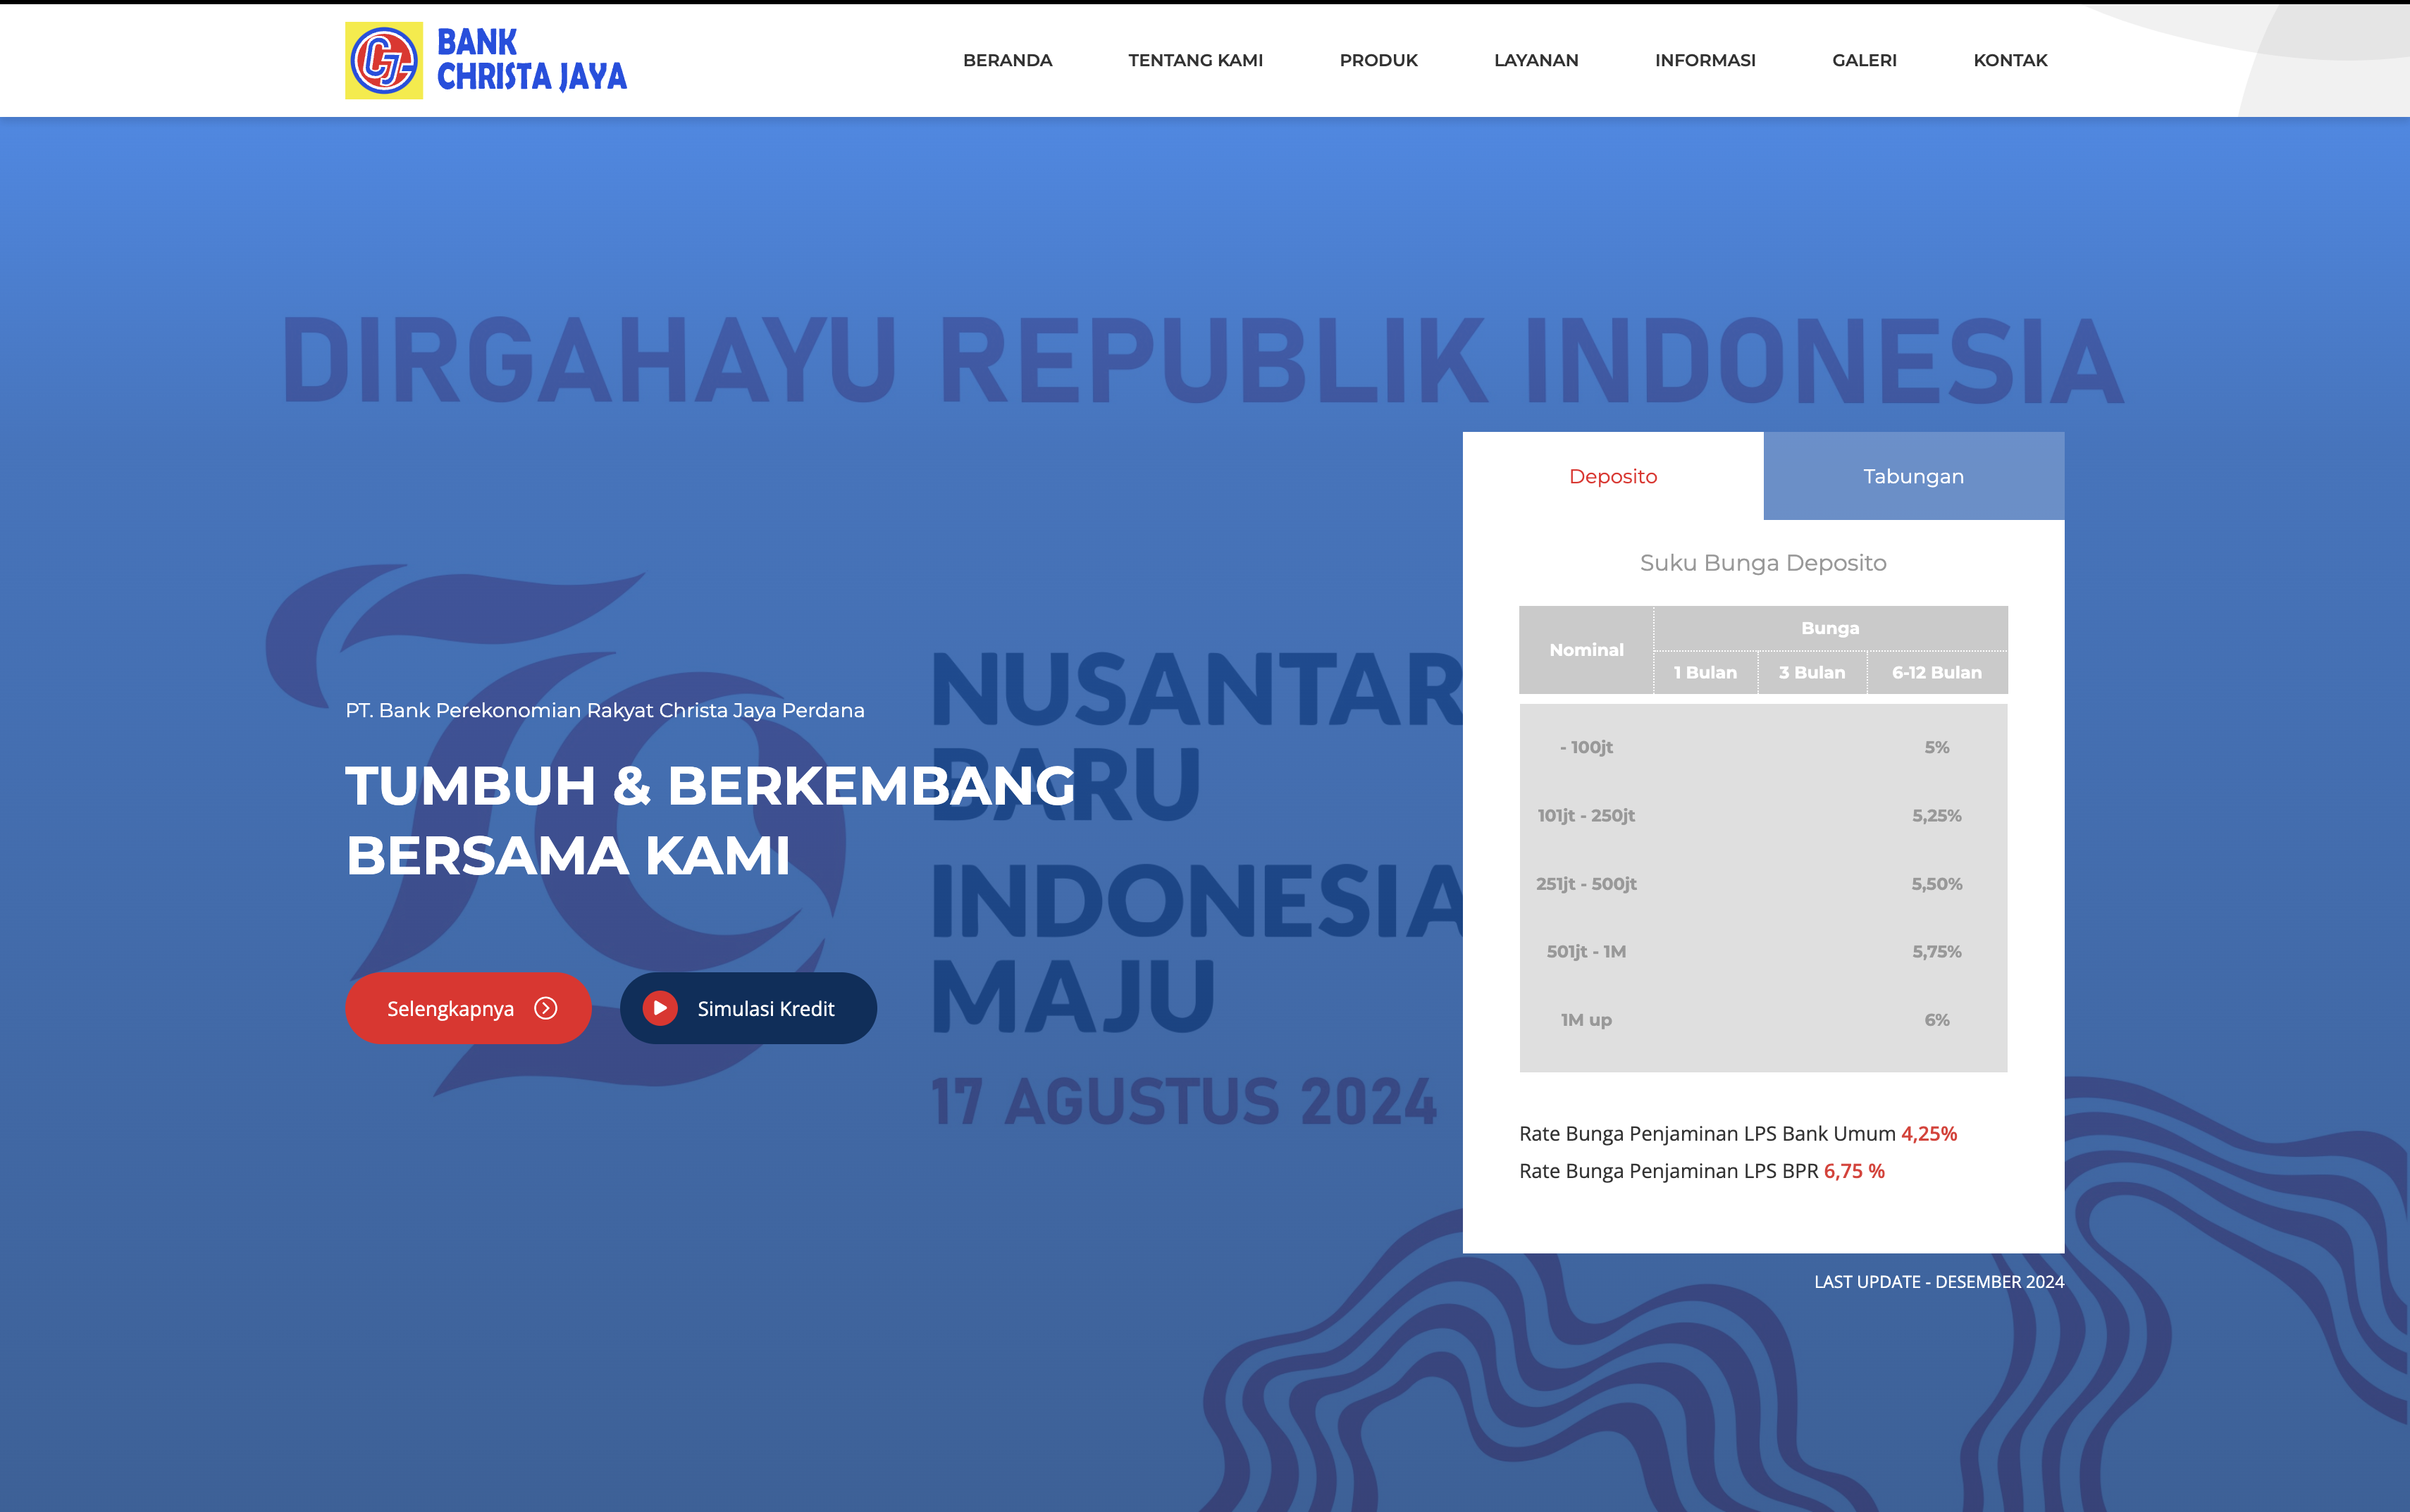 BANK
CHRISTA JAYA
BERANDA TENTANG KAMI PRODUK LAYANAN INFORMASI GALERI KONTAK
DIRGAHAYU REPUBLIK INDONESIA
PT. Bank Perekonomian Rakyat Christa Jaya Perdana
TUMBUH & BERKEMBANG
BERSAMA KAMI
Selengkapnya
Simulasi Kredit
NUSANTAR
BARU
INDONESIA
MAJU
17 AGUSTUS 2024
Deposito Tabungan
Suku Bunga Deposito
Nominal Bunga
1 Bulan 3 Bulan 6-12 Bulan
- 100jt 5%
101jt - 250jt 5,25%
251jt - 500jt 5,50%
501jt - 1M 5,75%
1M up 6%
Rate Bunga Penjaminan LPS Bank Umum 4,25%
Rate Bunga Penjaminan LPS BPR 6,75 %
LAST UPDATE - DESEMBER 2024